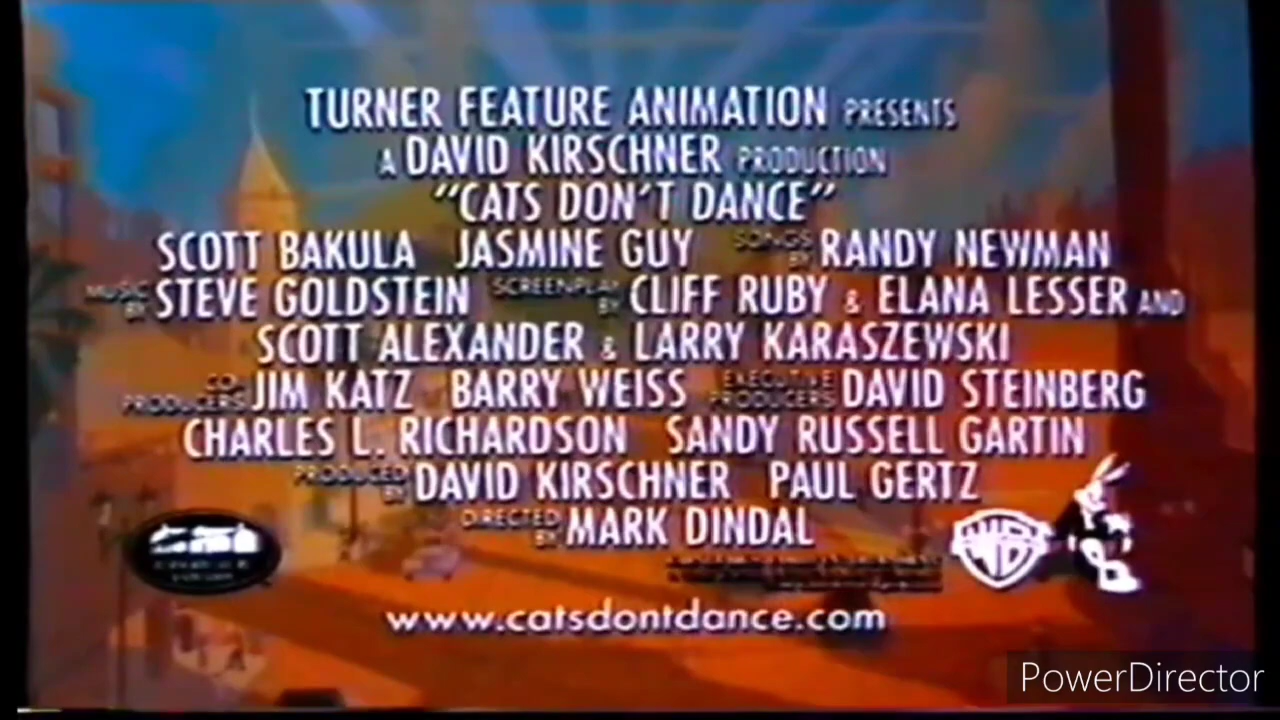 TURNER FEATURE ANIMATION PRESENTS
A DAVID KIRSCHNER PRODUCTION
"CATS DON'T DANCE"
SCOTT BAKULA JASMINE GUY SONGS BY RANDY NEWMAN
MUSIC BY STEVE GOLDSTEIN SCREENPLAY BY CLIFF RUBY & ELANA LESSER AND
SCOTT ALEXANDER & LARRY KARASZEWSKI
CO-PRODUCERS JIM KATZ BARRY WEISS EXECUTIVE PRODUCERS DAVID STEINBERG
CHARLES L. RICHARDSON SANDY RUSSELL GARTIN
PRODUCED BY DAVID KIRSCHNER PAUL GERTZ
DIRECTED BY MARK DINDAL
WB
www.catsdontdance.com
PowerDirector